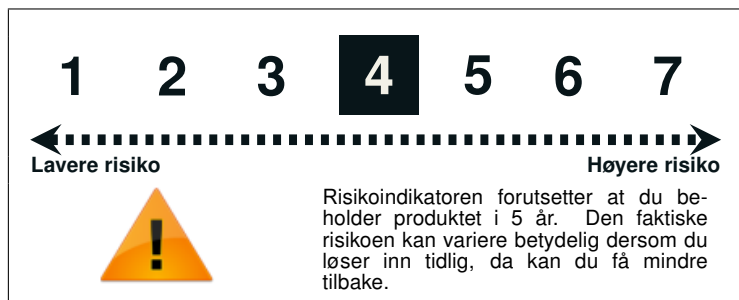 1 2 3 4 5 6 7
Lavere risiko Høyere risiko
!
Risikoindikatoren forutsetter at du be-
holder produktet i 5 år. Den faktiske
risikoen kan variere betydelig dersom du
løser inn tidlig, da kan du få mindre
tilbake.